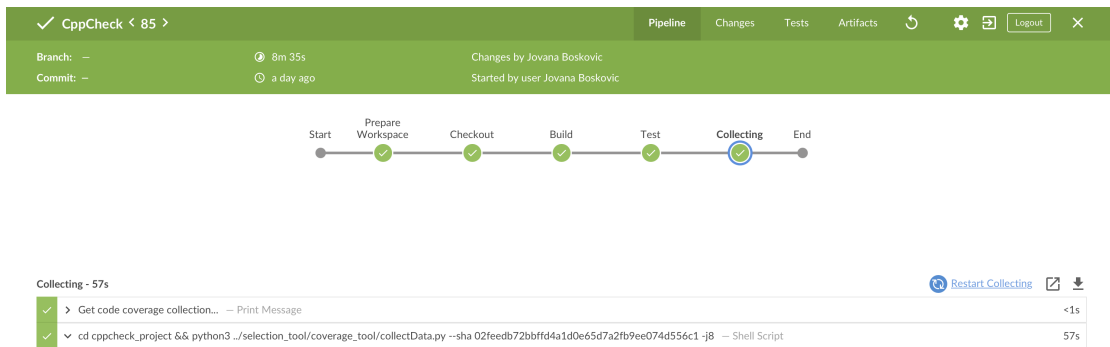 CppCheck < 85 >
Pipeline Changes Tests Artifacts Logout
Branch: — 8m 35s Changes by Jovana Boskovic
Commit: — a day ago Started by user Jovana Boskovic
Start Prepare Workspace Checkout Build Test Collecting End
Collecting - 57s Restart Collecting
Get code coverage collection... — Print Message <1s
cd cppcheck_project && python3 ../selection_tool/coverage_tool/collectData.py --sha 02feedb72bbffd4a1d0e65d7a2fb9ee074d556c1 -j8 — Shell Script 57s